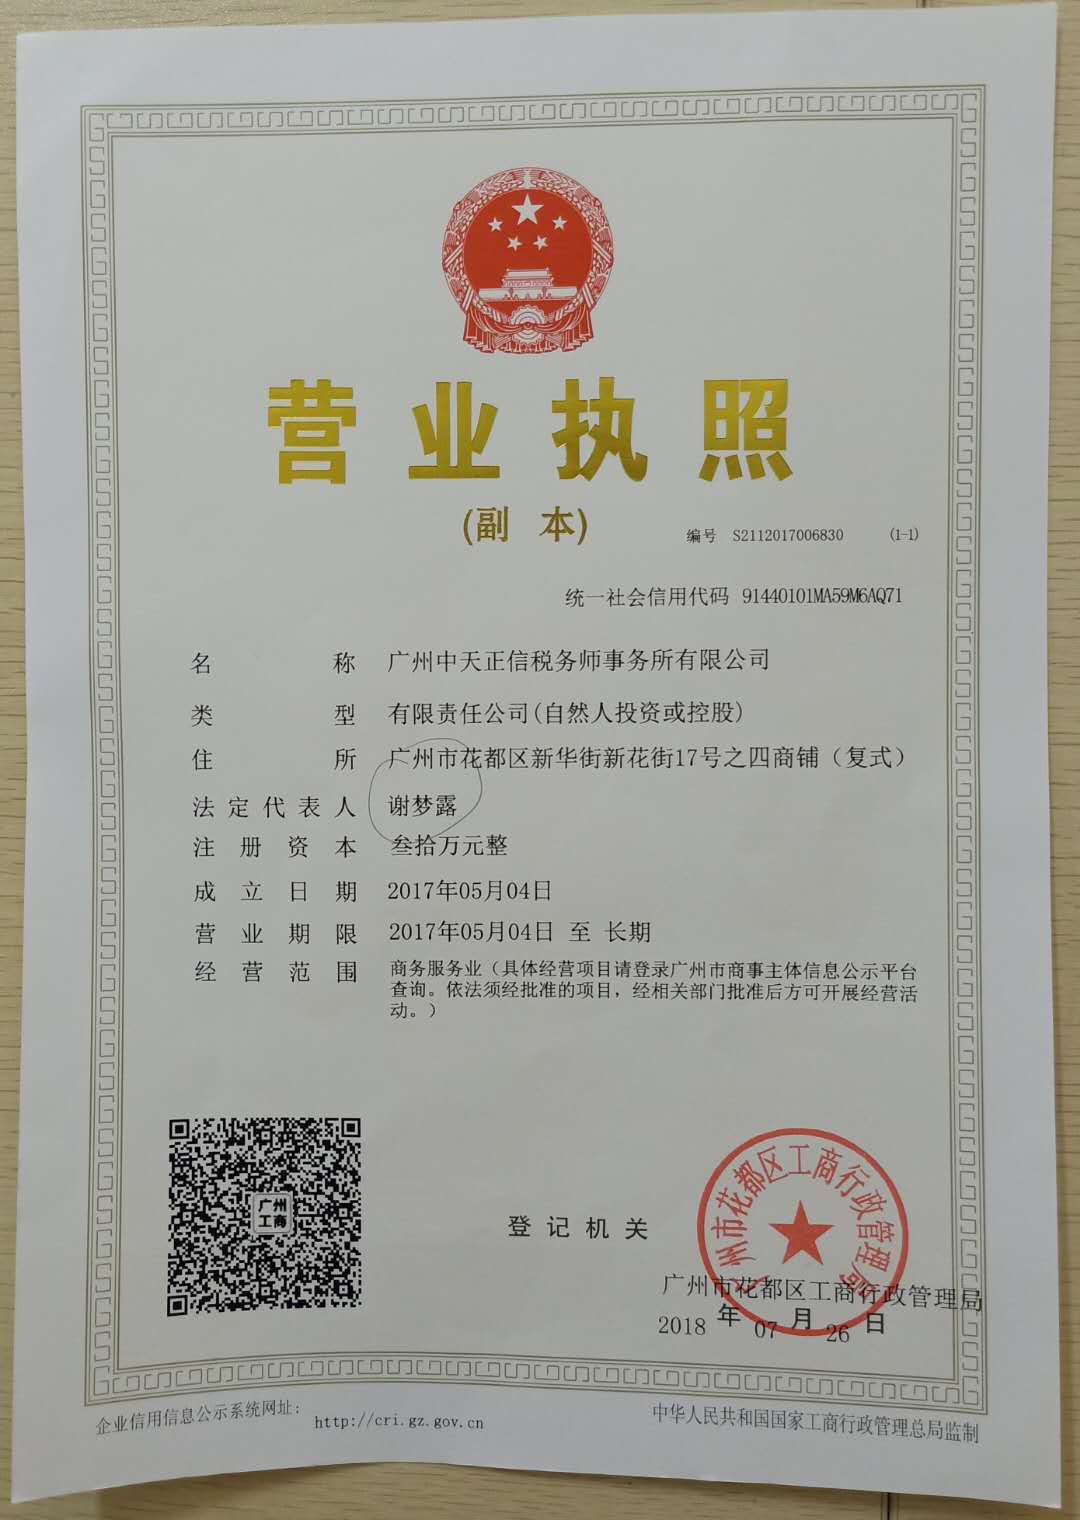 营业执照
(副 本)
编号 S2112017006830 (1-1)
统一社会信用代码 91440101MA59M6AQ71
名 称 广州中天正信税务师事务所有限公司
类 型 有限责任公司(自然人投资或控股)
住 所 广州市花都区新华街新花街17号之四商铺（复式）
法定代表人 谢梦露
注 册 资 本 叁拾万元整
成 立 日 期 2017年05月04日
营 业 期 限 2017年05月04日 至 长期
经 营 范 围 商务服务业（具体经营项目请登录广州市商事主体信息公示平台
查询。依法须经批准的项目，经相关部门批准后方可开展经营活
动。）
广州
工商
登 记 机 关
广州市花都区工商行政管理局
广州市花都区工商行政管理局
2018 年 07 月 26 日
企业信用信息公示系统网址: http://cri.gz.gov.cn
中华人民共和国国家工商行政管理总局监制